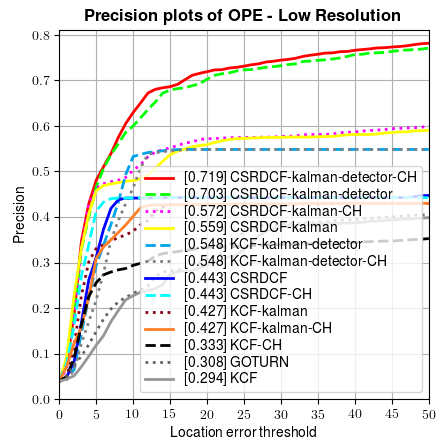 Precision plots of OPE - Low Resolution
Precision
0.8
0.7
0.6
0.5
0.4
0.3
0.2
0.1
0.0
[0.719] CSRDCF-kalman-detector-CH
[0.703] CSRDCF-kalman-detector
[0.572] CSRDCF-kalman-CH
[0.559] CSRDCF-kalman
[0.548] KCF-kalman-detector
[0.548] KCF-kalman-detector-CH
[0.443] CSRDCF
[0.443] CSRDCF-CH
[0.427] KCF-kalman
[0.427] KCF-kalman-CH
[0.333] KCF-CH
[0.308] GOTURN
[0.294] KCF
0 5 10 15 20 25 30 35 40 45 50
Location error threshold